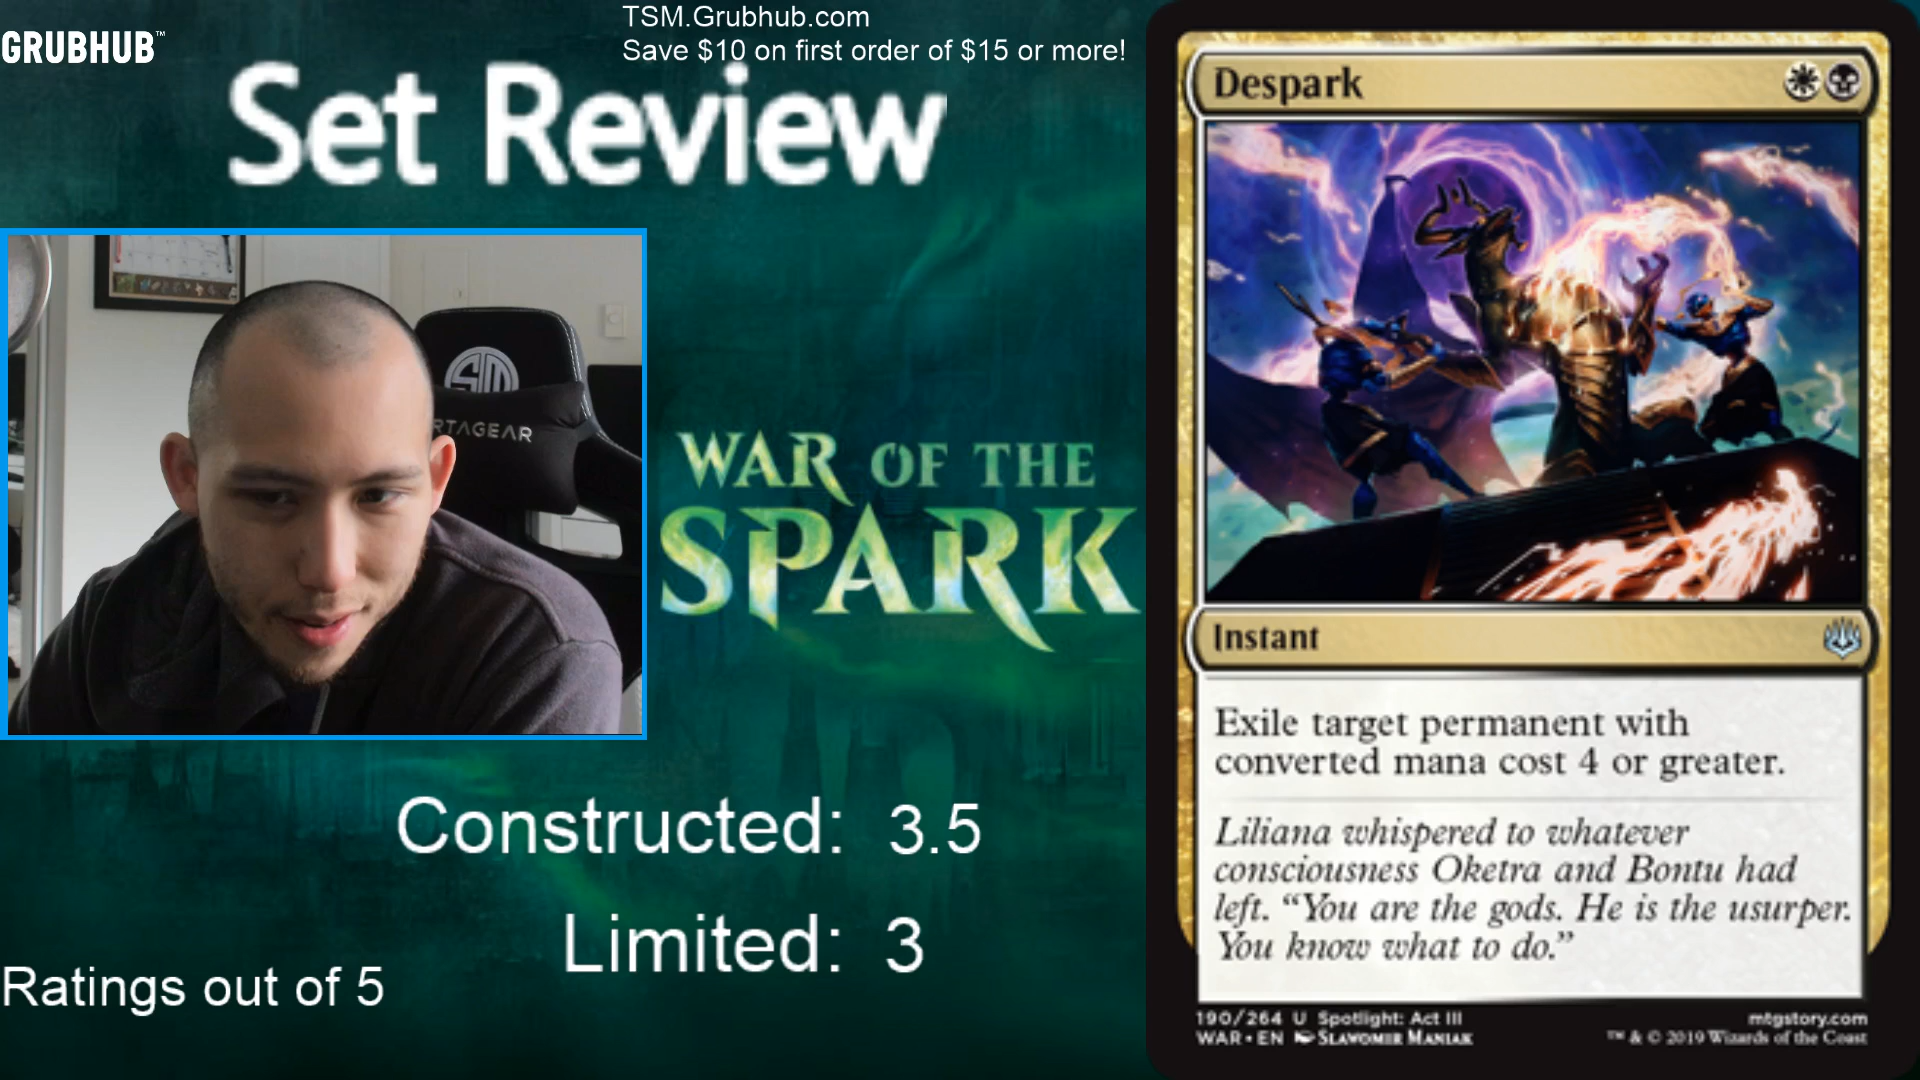 GRUBHUB™
TSM.Grubhub.com
Save $10 on first order of $15 or more!
Set Review
WAR OF THE
SPARK
Constructed: 3.5
Limited: 3
Ratings out of 5
Despark
Instant
Exile target permanent with
converted mana cost 4 or greater.
Liliana whispered to whatever
consciousness Oketra and Bontu had
left. “You are the gods. He is the usurper.
You know what to do.”
190/264 U Spotlight: Act III
WAR • EN SLAWOMIR MANIAK
mtgstory.com
™ & © 2019 Wizards of the Coast